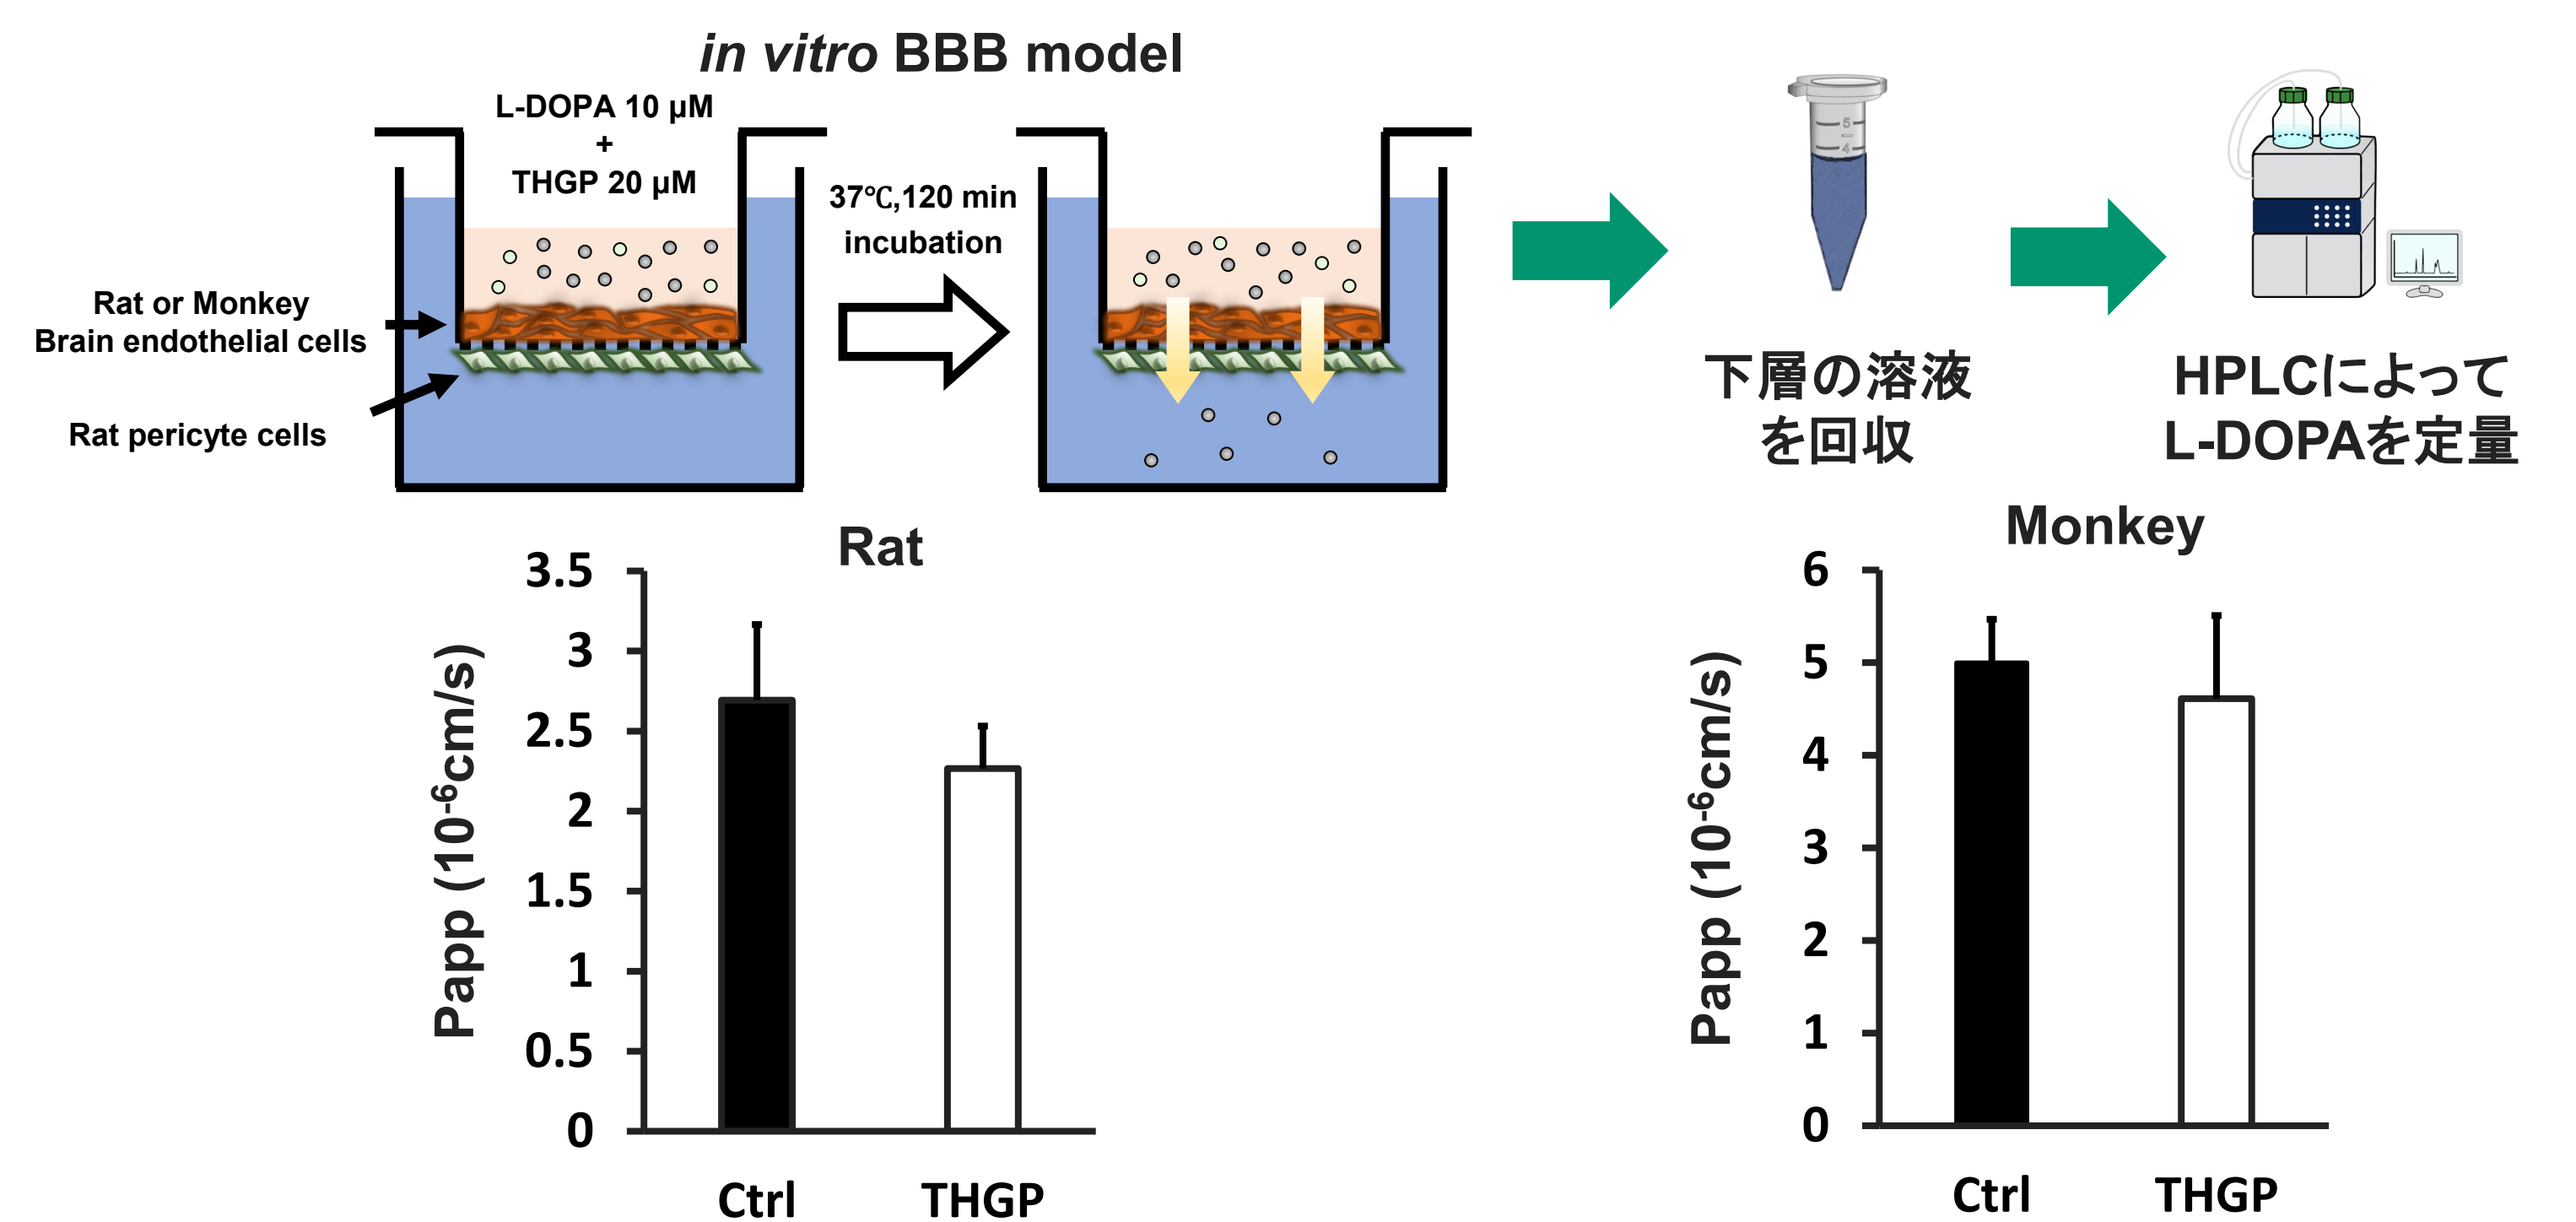 in vitro BBB model
L-DOPA 10 μM
+
THGP 20 μM
37℃,120 min
incubation
Rat or Monkey
Brain endothelial cells
Rat pericyte cells
5
4
下層の溶液
を回収
HPLCによって
L-DOPAを定量
Rat
Papp (10-6cm/s)
3.5
3
2.5
2
1.5
1
0.5
0
Ctrl
THGP
Monkey
Papp (10-6cm/s)
6
5
4
3
2
1
0
Ctrl
THGP